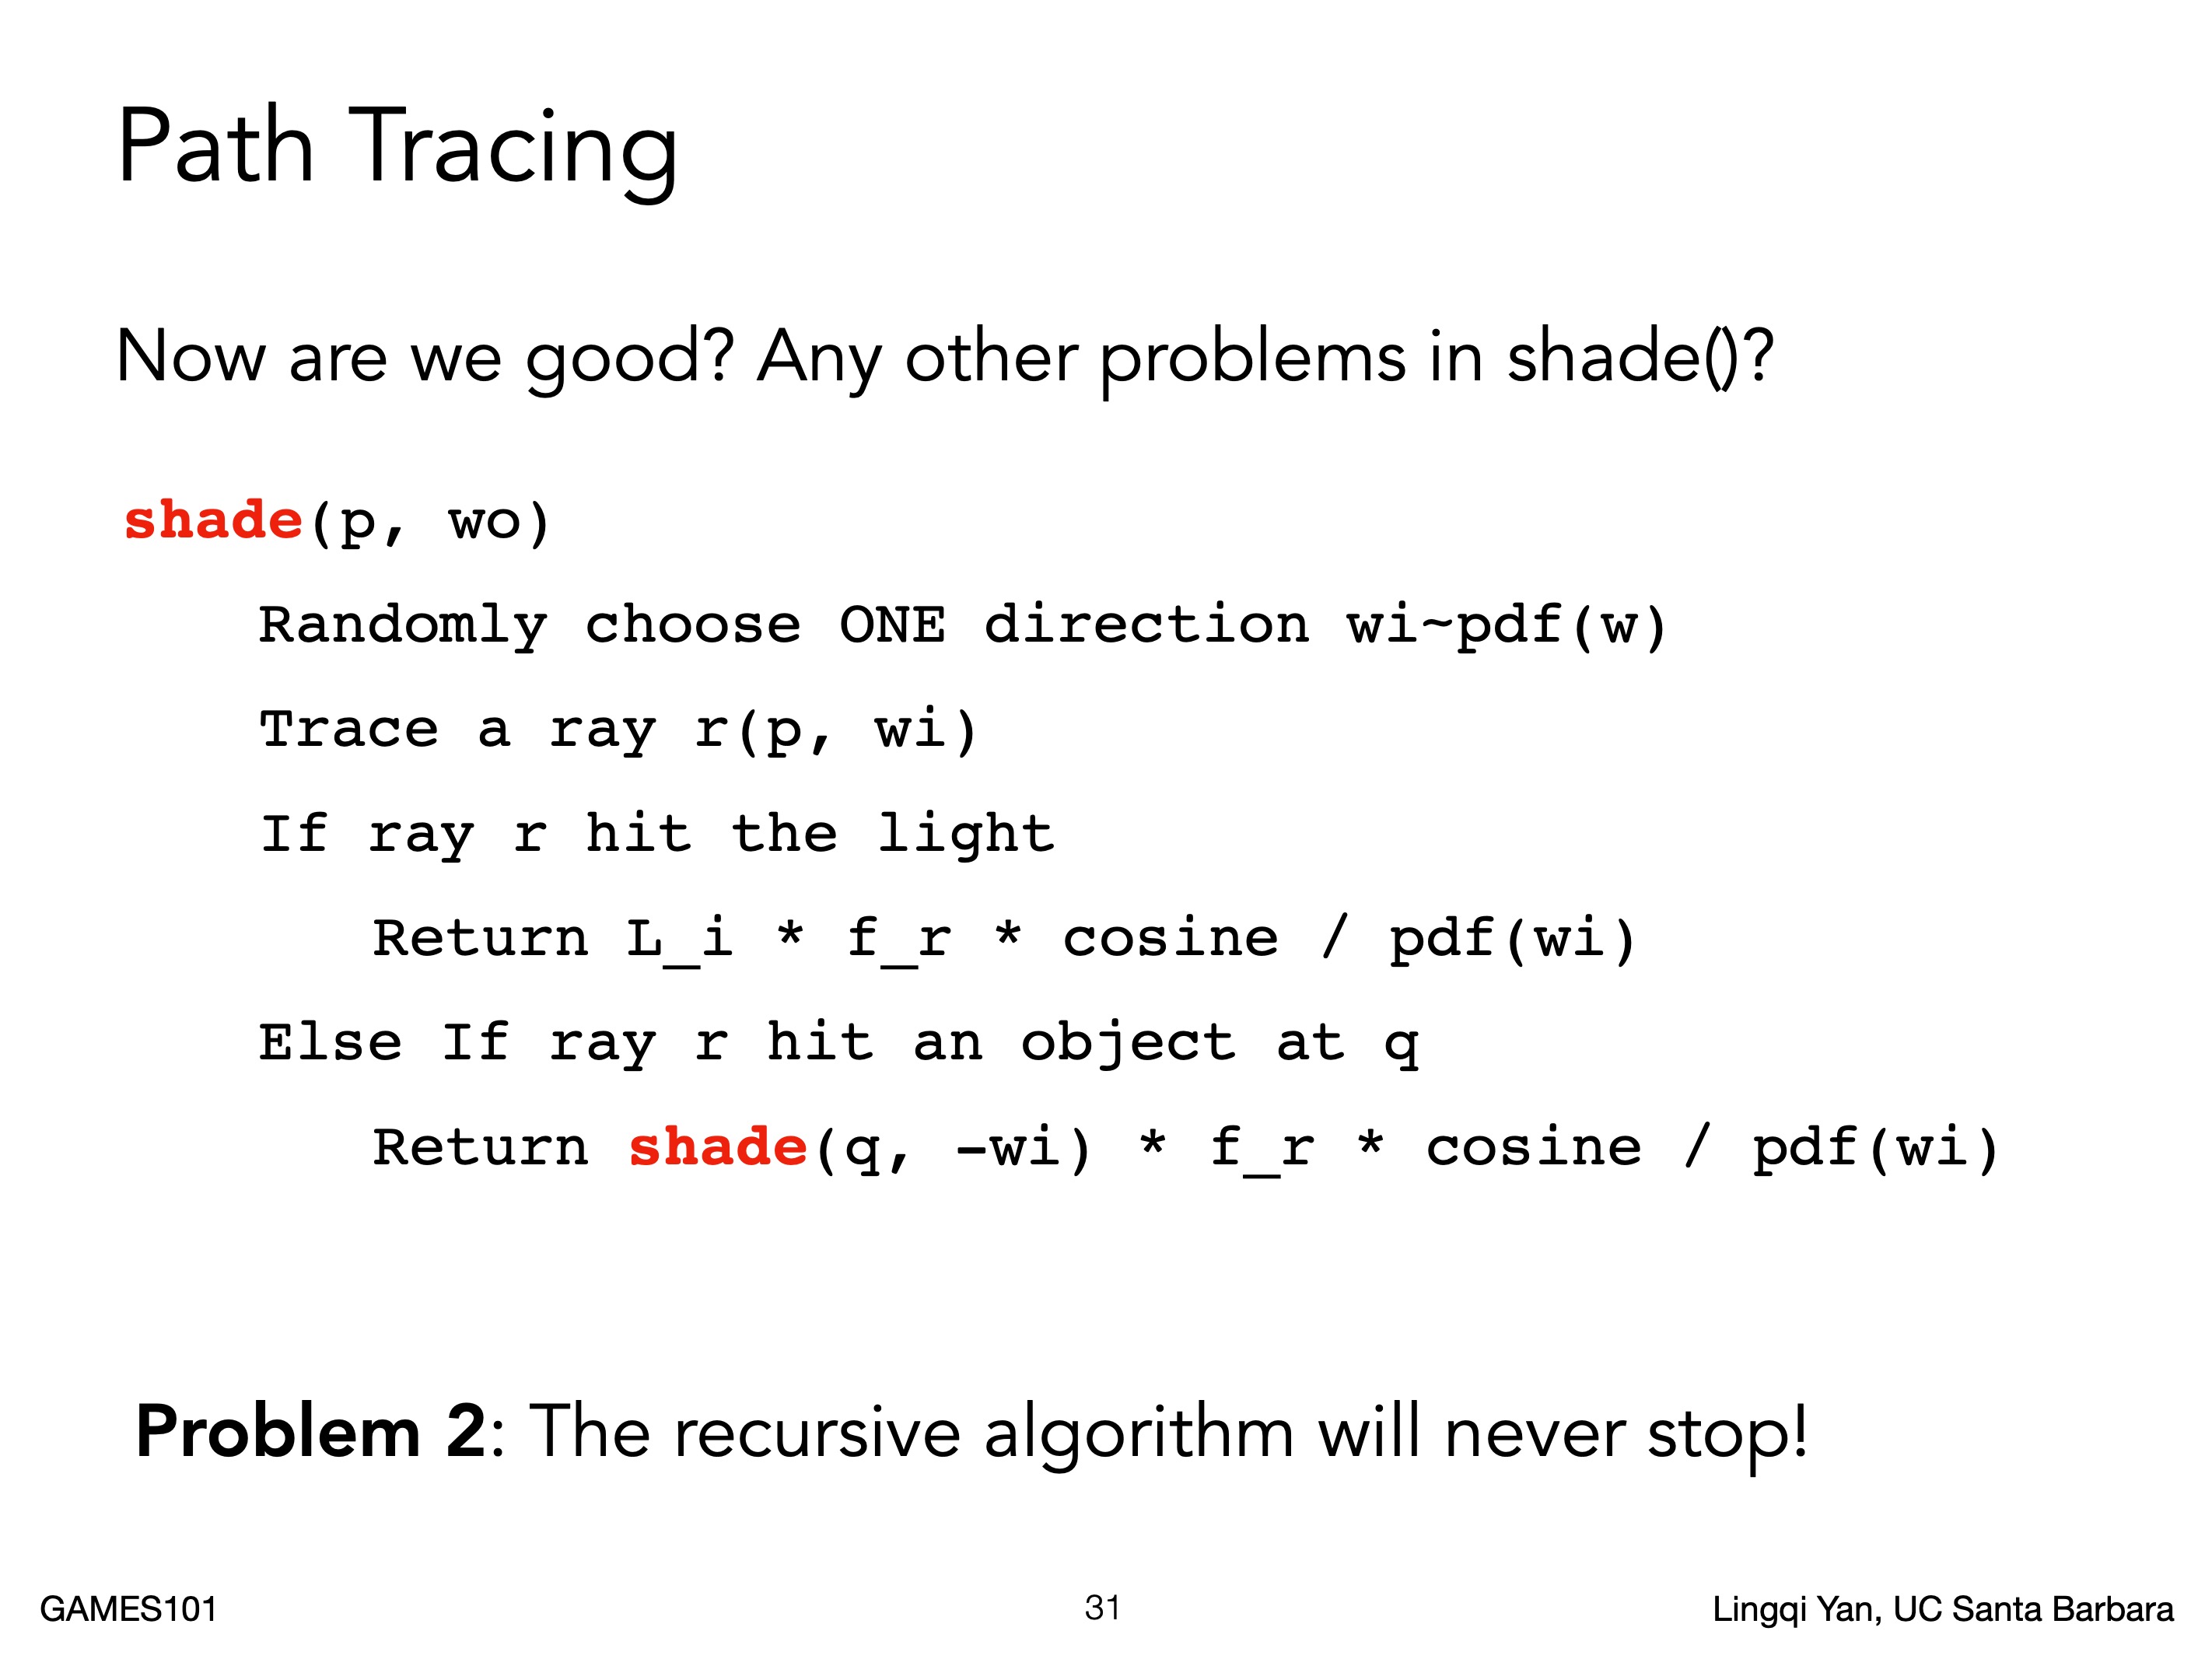 Path Tracing
Now are we good? Any other problems in shade()?
shade(p, wo)
Randomly choose ONE direction wi~pdf(w)
Trace a ray r(p, wi)
If ray r hit the light
Return L_i * f_r * cosine / pdf(wi)
Else If ray r hit an object at q
Return shade(q, -wi) * f_r * cosine / pdf(wi)
Problem 2: The recursive algorithm will never stop!
GAMES101
31
Lingqi Yan, UC Santa Barbara